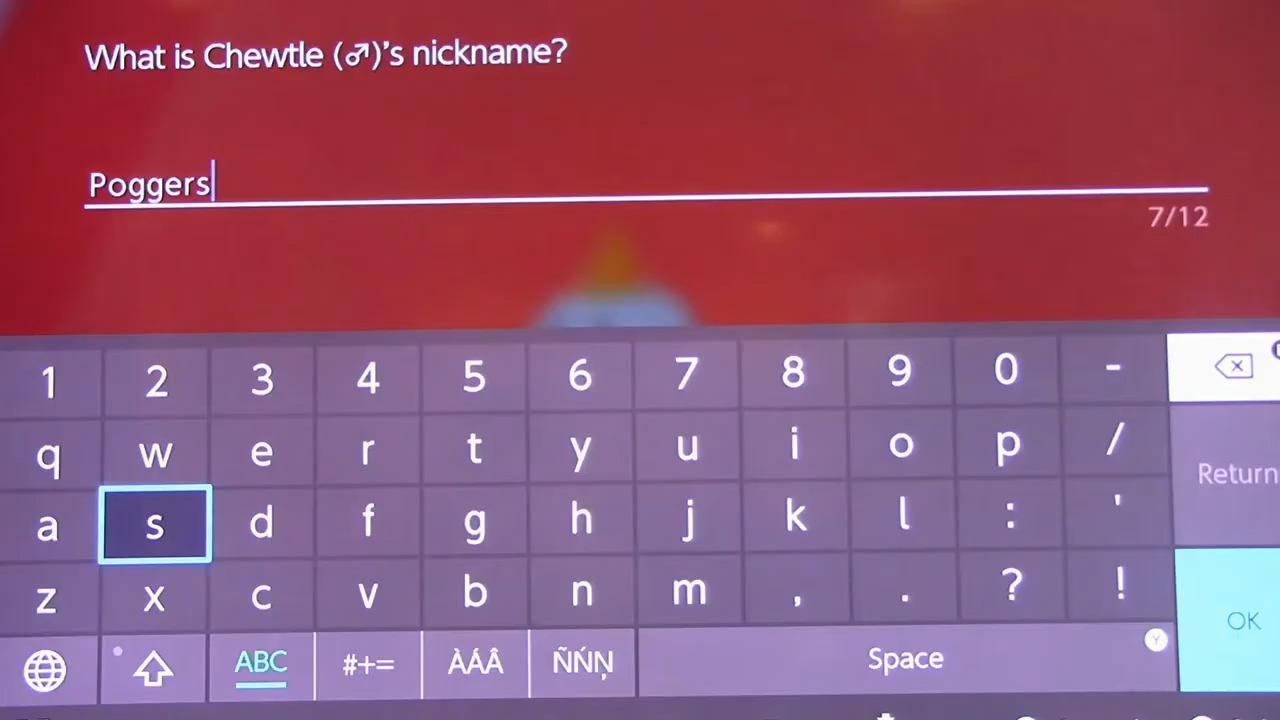 What is Chewtle (♂)'s nickname?
Poggers
7/12
1 2 3 4 5 6 7 8 9 0 -
q w e r t y u i o p /
Return
a s d f g h j k l : '
z x c v b n m , . ? !
OK
ABC #+= ÀÁÂ ÑŃŅ Space Y